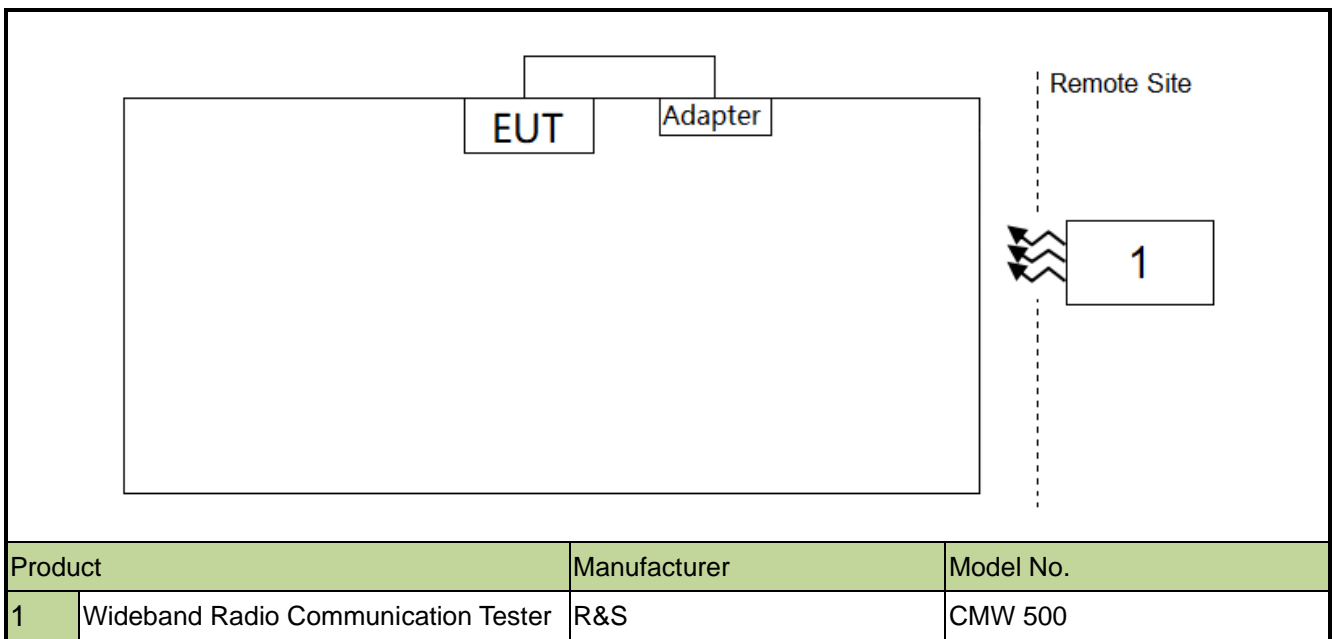 Remote Site
EUT
Adapter
1
Product Manufacturer Model No.
1 Wideband Radio Communication Tester R&S CMW 500